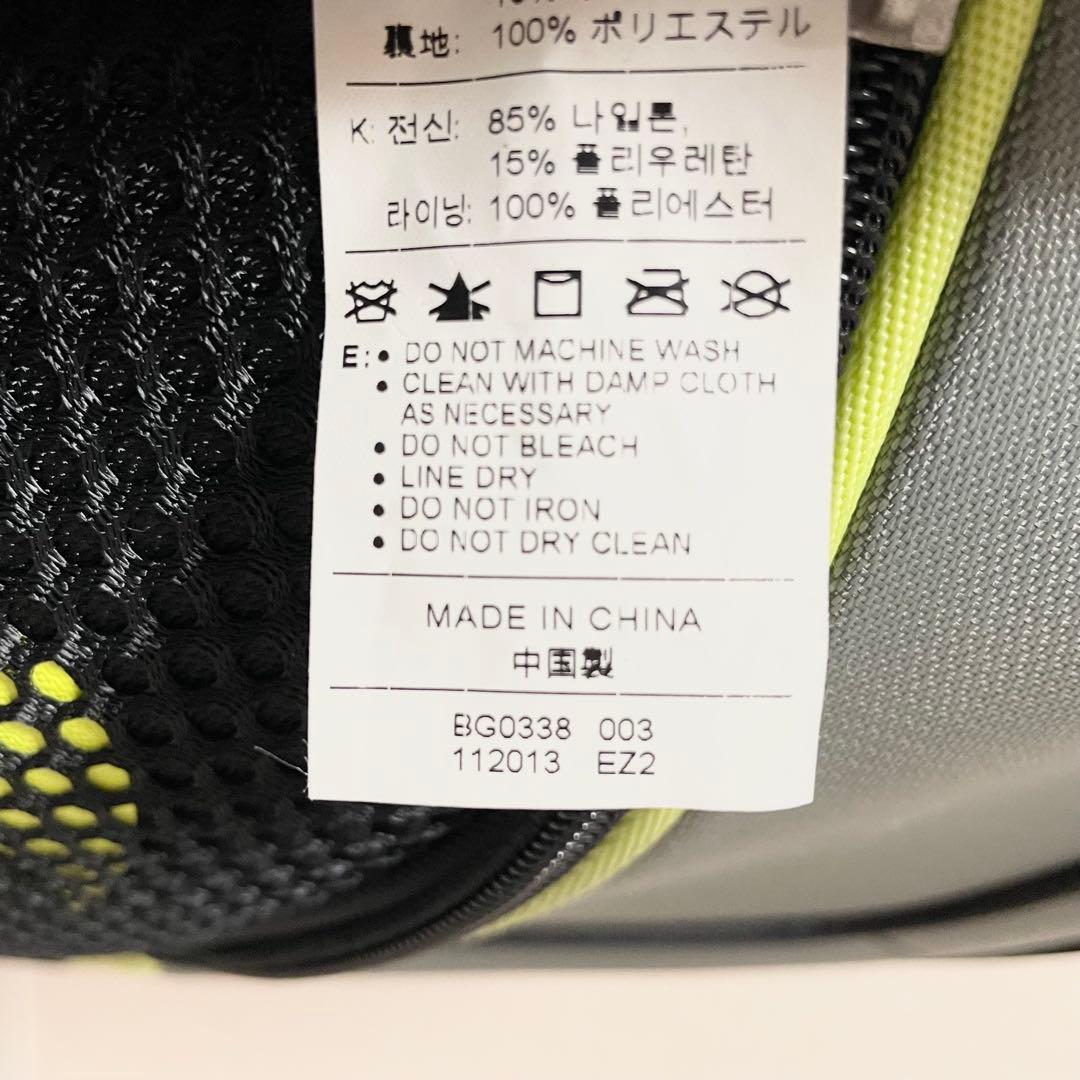 裏地: 100% ポリエステル
K: 전신: 85% 나일론,
15% 폴리우레탄
라이닝: 100% 폴리에스터
E: • DO NOT MACHINE WASH
• CLEAN WITH DAMP CLOTH
AS NECESSARY
• DO NOT BLEACH
• LINE DRY
• DO NOT IRON
• DO NOT DRY CLEAN
MADE IN CHINA
中国製
BG0338 003
112013 EZ2